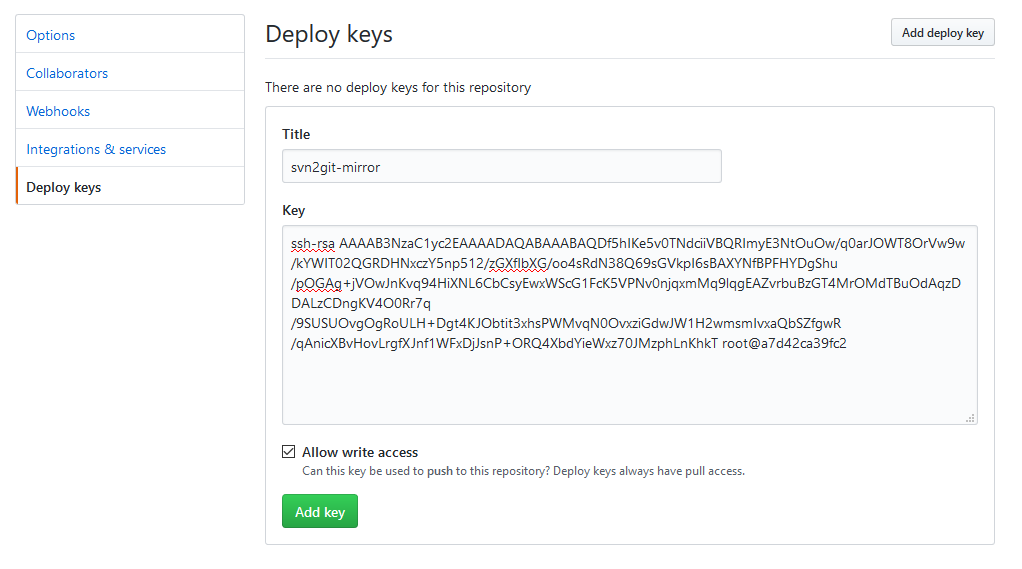 Options
Collaborators
Webhooks
Integrations & services
Deploy keys
Deploy keys
Add deploy key
There are no deploy keys for this repository
Title
svn2git-mirror
Key
ssh-rsa AAAAB3NzaC1yc2EAAAADAQABAAABAQDf5hIKe5v0TNdciiVBQRImyE3NtOuOw/q0arJOWT8OrVw9w
/kYWIT02QGRDHNxczY5np512/zGXfIbXG/oo4sRdN38Q69sGVkpI6sBAXYNfBPFHYDgShu
/pOGAg+jVOwJnKvq94HiXNL6CbCsyEwxWScG1FcK5VPNv0njqxmMq9IqgEAZvrbuBzGT4MrOMdTBuOdAqzD
DALzCDngKV4O0Rr7q
/9SUSUOvgOgRoULH+Dgt4KJObtit3xhsPWMvqN0OvxziGdwJW1H2wmsmIvxaQbSZfgwR
/qAnicXBvHovLrgfXJnf1WFxDjJsnP+ORQ4XbdYieWxz70JMzphLnKhkT root@a7d42ca39fc2
Allow write access
Can this key be used to push to this repository? Deploy keys always have pull access.
Add key